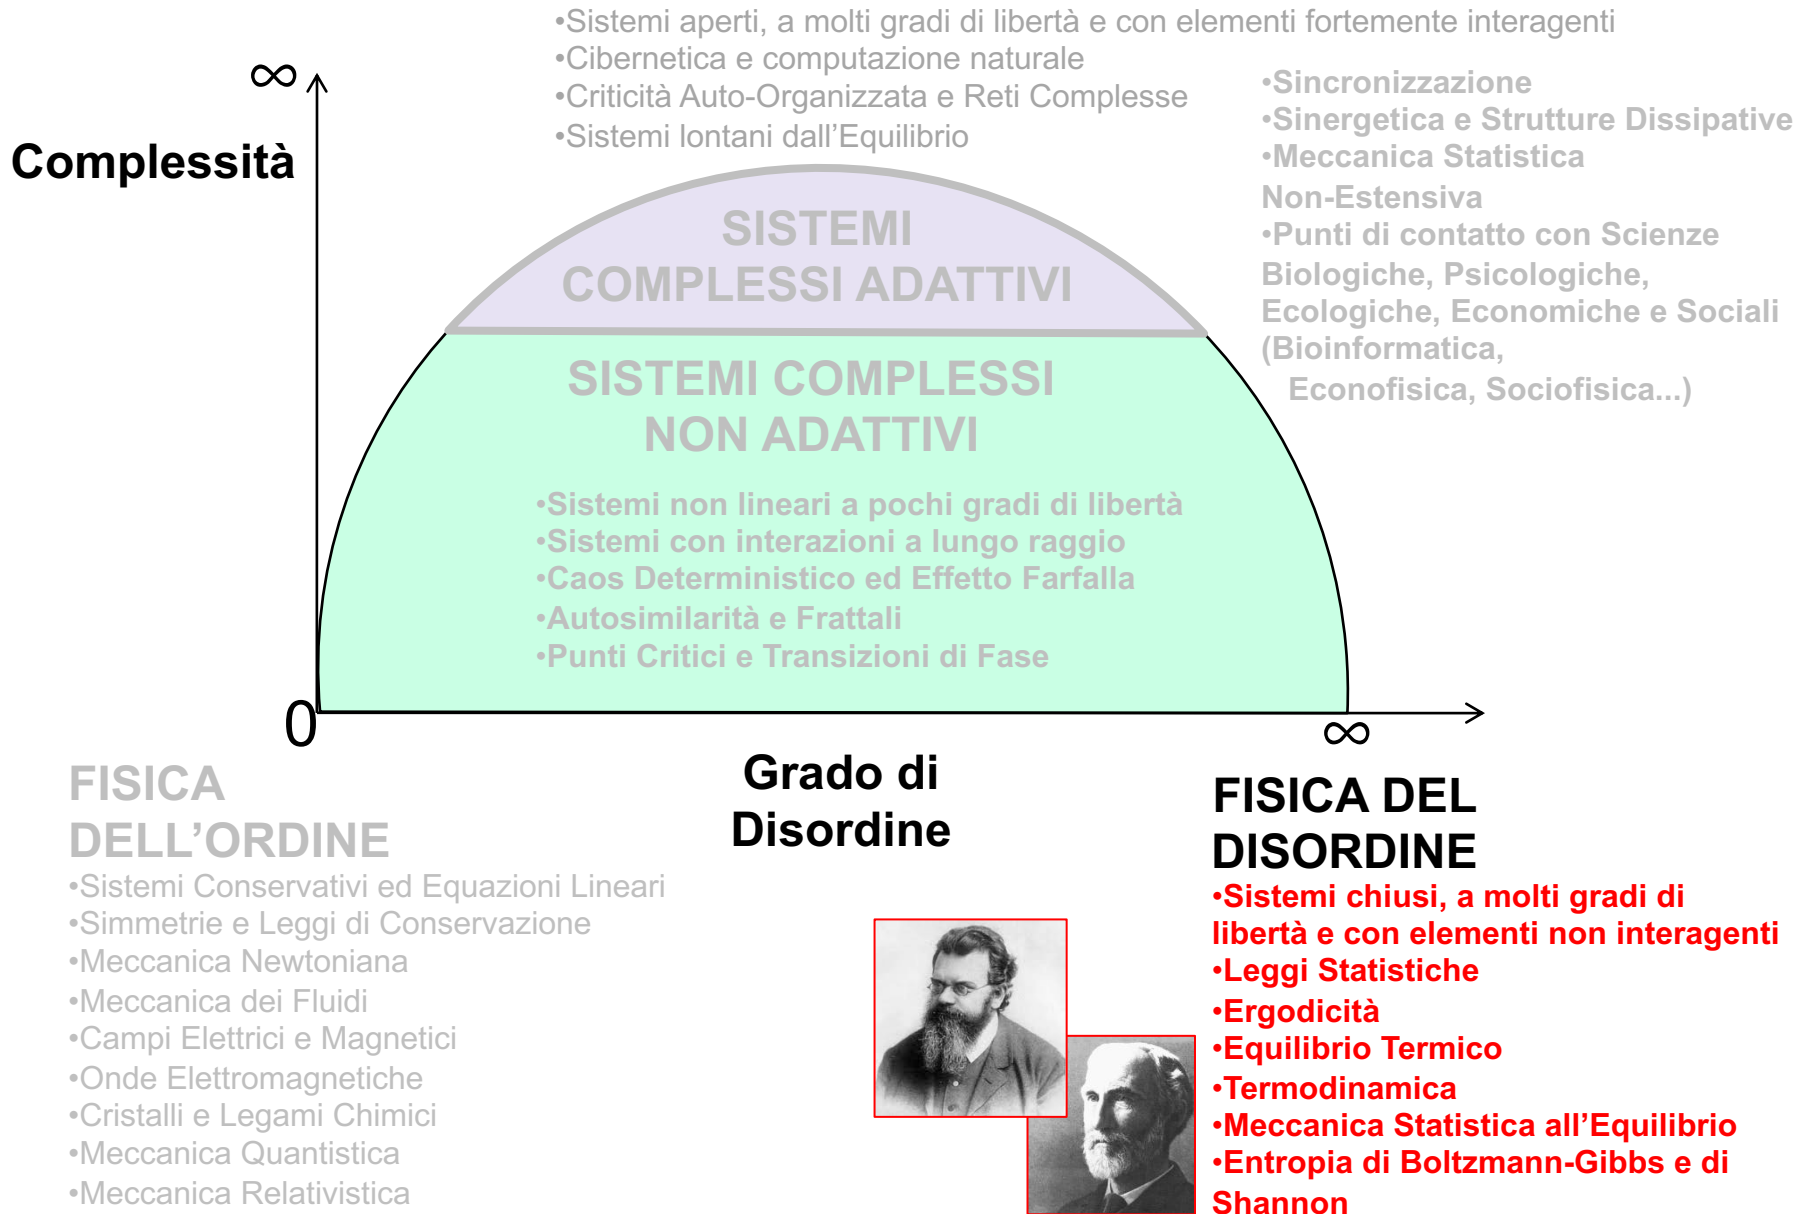 •Sistemi aperti, a molti gradi di libertà e con elementi fortemente interagenti
•Cibernetica e computazione naturale
•Criticità Auto-Organizzata e Reti Complesse
•Sistemi lontani dall’Equilibrio
•Sincronizzazione
•Sinergetica e Strutture Dissipative
•Meccanica Statistica
Non-Estensiva
•Punti di contatto con Scienze
Biologiche, Psicologiche,
Ecologiche, Economiche e Sociali
(Bioinformatica,
Econofisica, Sociofisica...)
∞
Complessità
SISTEMI
COMPLESSI ADATTIVI
SISTEMI COMPLESSI
NON ADATTIVI
•Sistemi non lineari a pochi gradi di libertà
•Sistemi con interazioni a lungo raggio
•Caos Deterministico ed Effetto Farfalla
•Autosimilarità e Frattali
•Punti Critici e Transizioni di Fase
0
∞
Grado di
Disordine
FISICA
DELL’ORDINE
•Sistemi Conservativi ed Equazioni Lineari
•Simmetrie e Leggi di Conservazione
•Meccanica Newtoniana
•Meccanica dei Fluidi
•Campi Elettrici e Magnetici
•Onde Elettromagnetiche
•Cristalli e Legami Chimici
•Meccanica Quantistica
•Meccanica Relativistica
FISICA DEL
DISORDINE
•Sistemi chiusi, a molti gradi di
libertà e con elementi non interagenti
•Leggi Statistiche
•Ergodicità
•Equilibrio Termico
•Termodinamica
•Meccanica Statistica all’Equilibrio
•Entropia di Boltzmann-Gibbs e di
Shannon